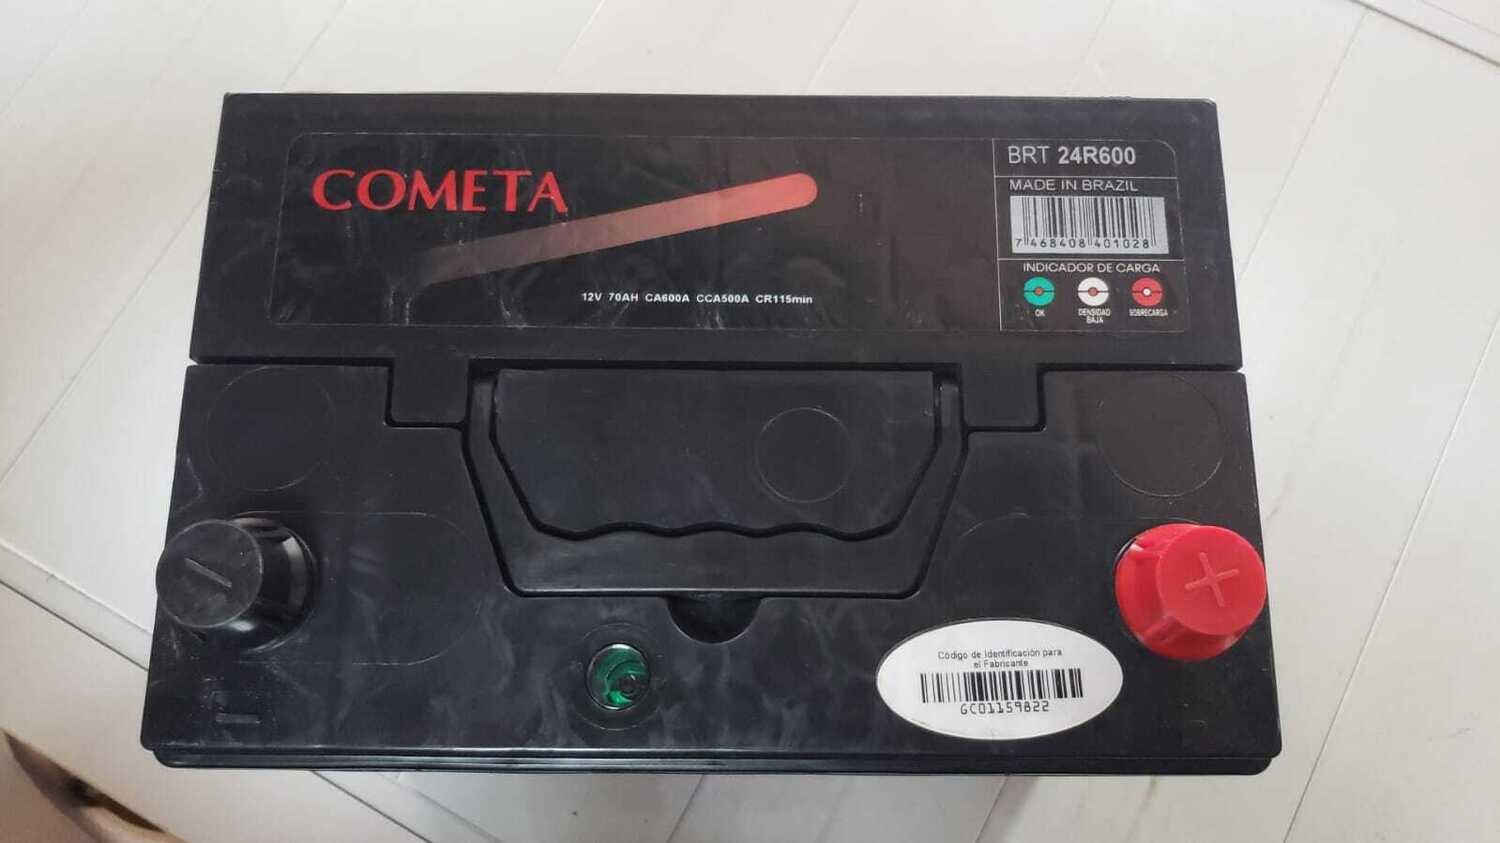 COMETA
12V 70AH CA600A CCA500A CR115min
BRT 24R600
MADE IN BRAZIL
7 468408 401028
INDICADOR DE CARGA
OK
DENSIDAD
BAJA
SOBRECARGA
Código de Identificación para
el Fabricante
GC01159822